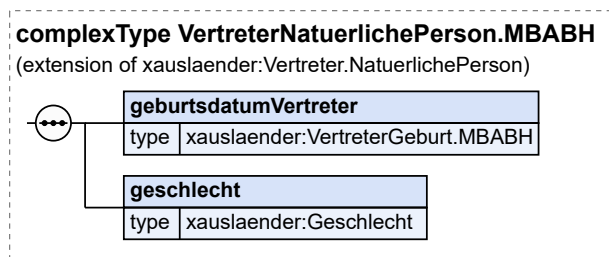 complexType VertreterNatuerlichePerson.MBABH
(extension of xauslaender:Vertreter.NatuerlichePerson)
geburtsdatumVertreter
type xauslaender:VertreterGeburt.MBABH
geschlecht
type xauslaender:Geschlecht